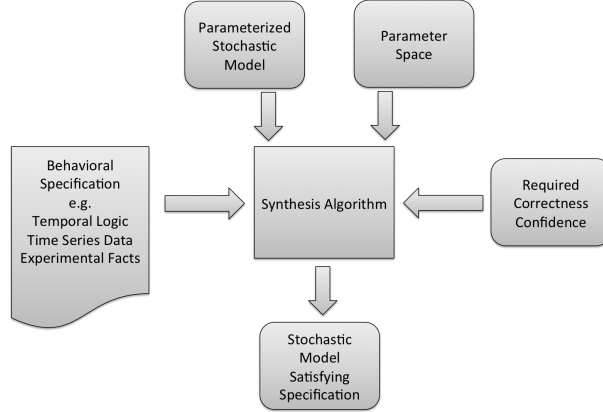 Parameterized
Stochastic
Model
Parameter
Space
Behavioral
Specification
e.g.
Temporal Logic
Time Series Data
Experimental Facts
Synthesis Algorithm
Required
Correctness
Confidence
Stochastic
Model
Satisfying
Specification